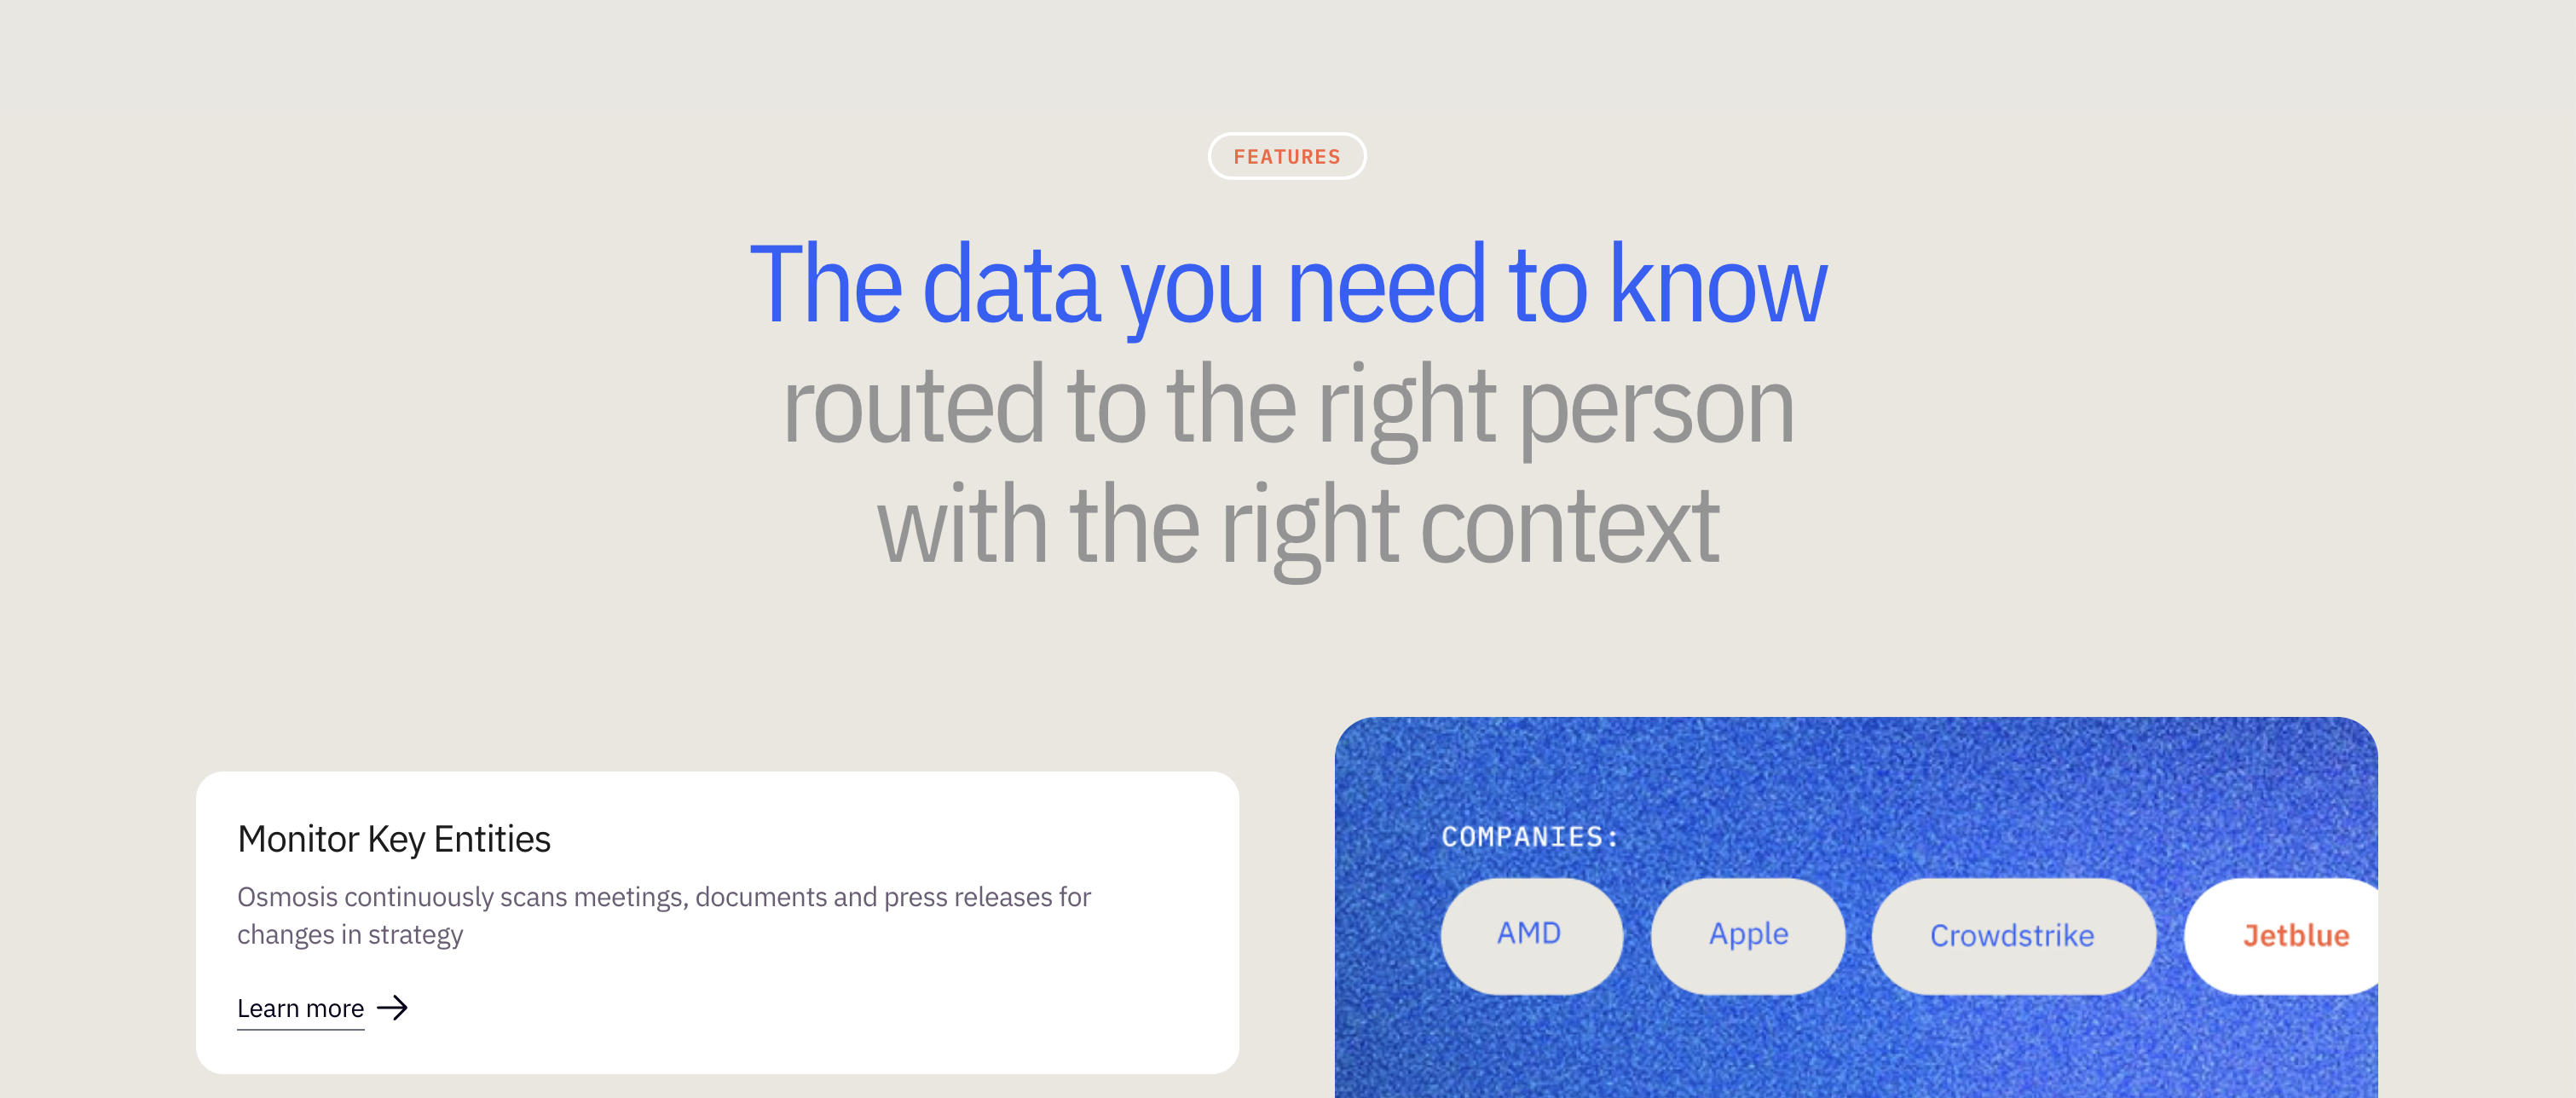 FEATURES
The data you need to know
routed to the right person
with the right context
Monitor Key Entities
Osmosis continuously scans meetings, documents and press releases for
changes in strategy
Learn more
COMPANIES:
AMD
Apple
Crowdstrike
Jetblue